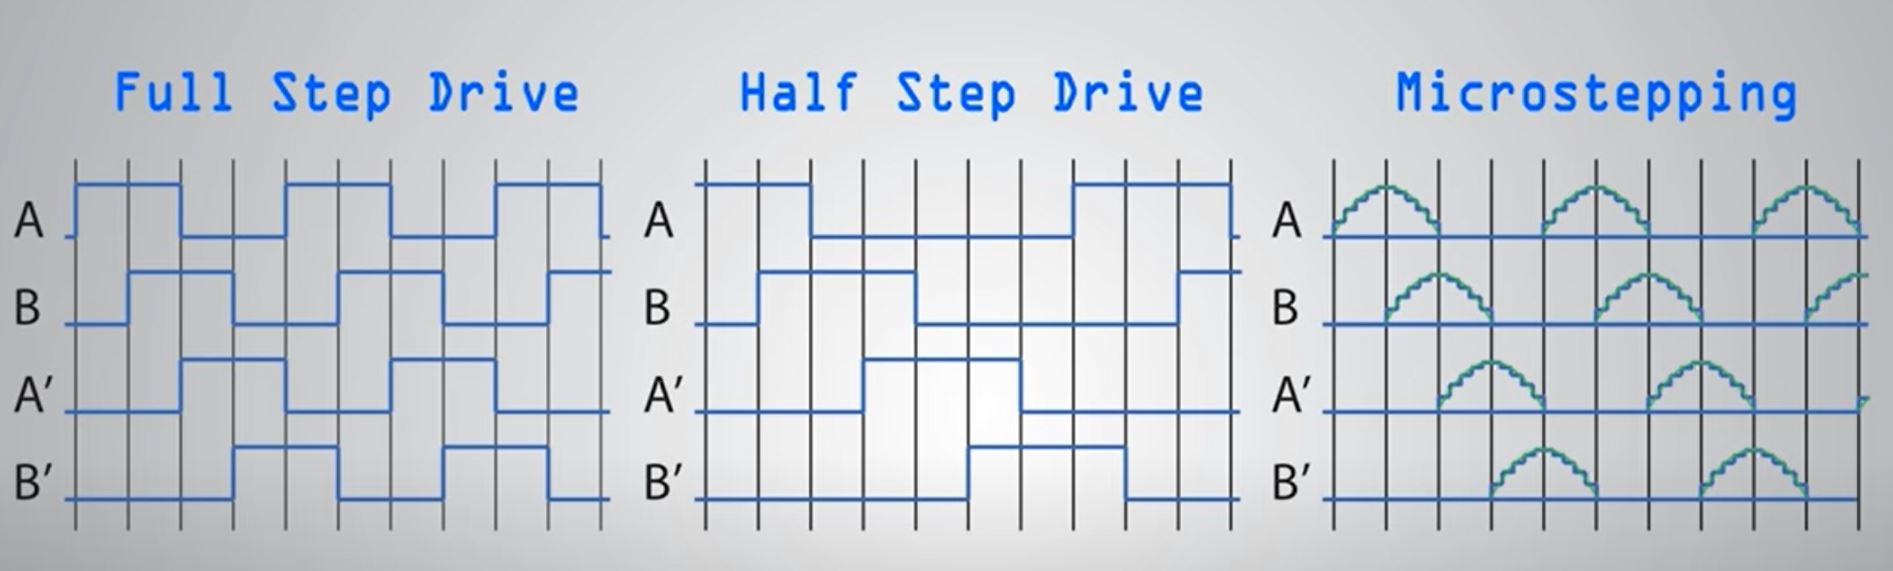 Full Step Drive
A
B
A′
B′
Half Step Drive
A
B
A′
B′
Microstepping
A
B
A′
B′